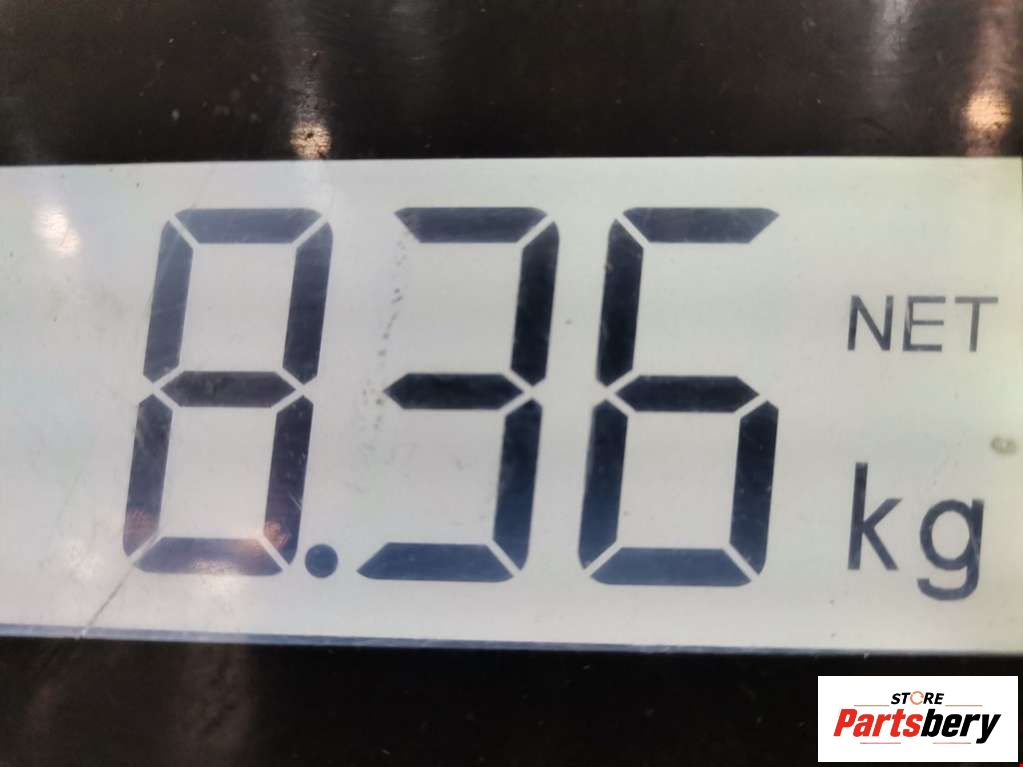 8.36 NET
kg
STORE
Partsbery